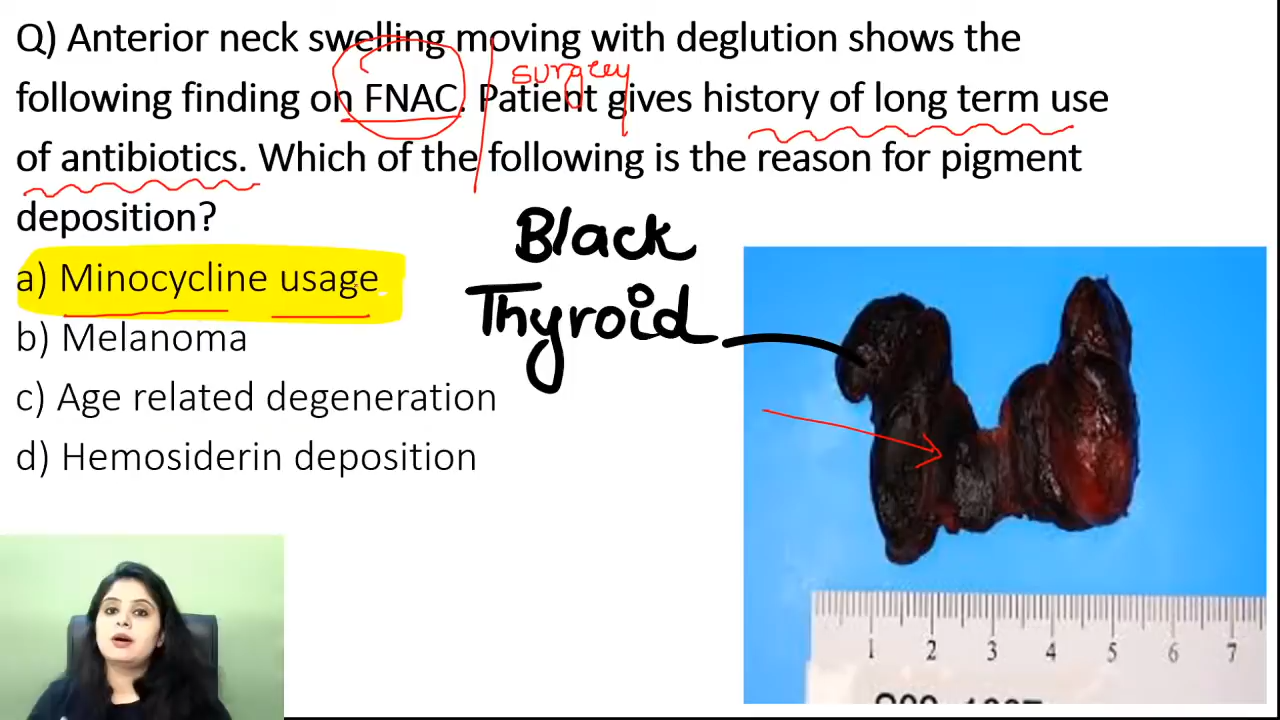 Q) Anterior neck swelling moving with deglution shows the
surgery
following finding on FNAC. Patient gives history of long term use
of antibiotics. Which of the following is the reason for pigment
deposition?
Black
Thyroid
a) Minocycline usage
b) Melanoma
c) Age related degeneration
d) Hemosiderin deposition
1 2 3 4 5 6 7